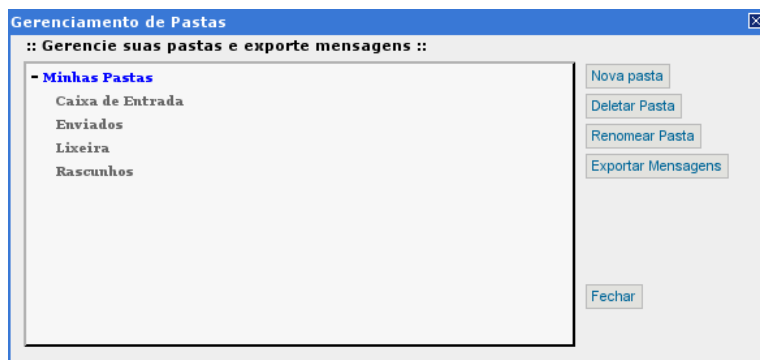 Gerenciamento de Pastas
:: Gerencie suas pastas e exporte mensagens ::
- Minhas Pastas
Caixa de Entrada
Enviados
Lixeira
Rascunhos
Nova pasta
Deletar Pasta
Renomear Pasta
Exportar Mensagens
Fechar